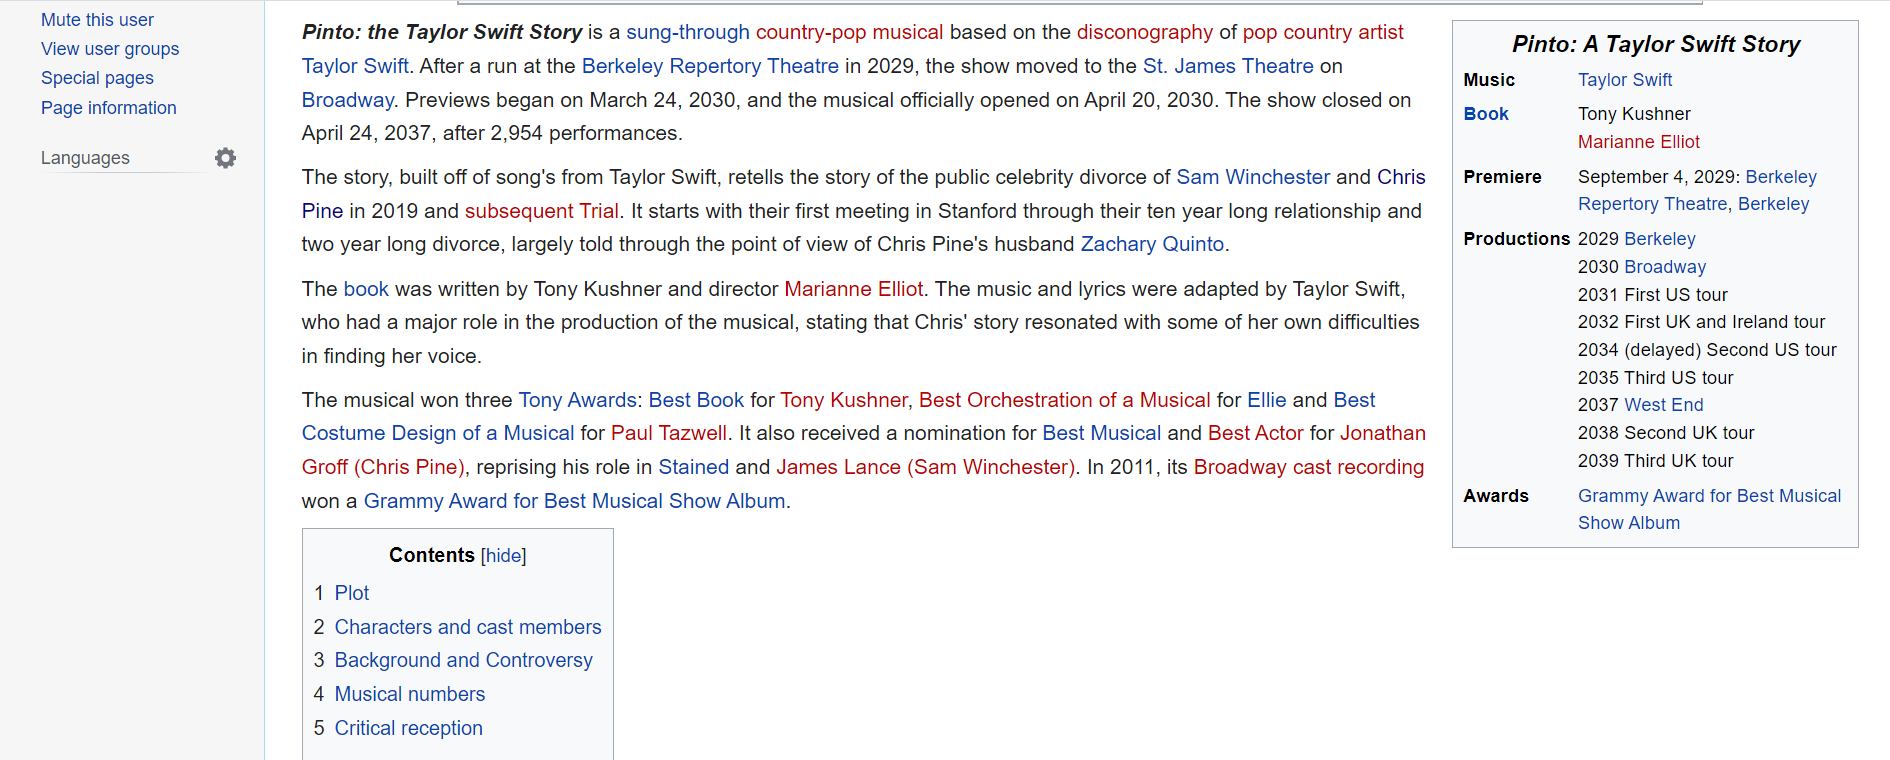 Mute this user
View user groups
Special pages
Page information
Languages
Pinto: the Taylor Swift Story is a sung-through country-pop musical based on the disconography of pop country artist
Taylor Swift. After a run at the Berkeley Repertory Theatre in 2029, the show moved to the St. James Theatre on
Broadway. Previews began on March 24, 2030, and the musical officially opened on April 20, 2030. The show closed on
April 24, 2037, after 2,954 performances.
The story, built off of song's from Taylor Swift, retells the story of the public celebrity divorce of Sam Winchester and Chris
Pine in 2019 and subsequent Trial. It starts with their first meeting in Stanford through their ten year long relationship and
two year long divorce, largely told through the point of view of Chris Pine's husband Zachary Quinto.
The book was written by Tony Kushner and director Marianne Elliot. The music and lyrics were adapted by Taylor Swift,
who had a major role in the production of the musical, stating that Chris' story resonated with some of her own difficulties
in finding her voice.
The musical won three Tony Awards: Best Book for Tony Kushner, Best Orchestration of a Musical for Ellie and Best
Costume Design of a Musical for Paul Tazwell. It also received a nomination for Best Musical and Best Actor for Jonathan
Groff (Chris Pine), reprising his role in Stained and James Lance (Sam Winchester). In 2011, its Broadway cast recording
won a Grammy Award for Best Musical Show Album.
Contents [hide]
1 Plot
2 Characters and cast members
3 Background and Controversy
4 Musical numbers
5 Critical reception
Pinto: A Taylor Swift Story
Music Taylor Swift
Book Tony Kushner
Marianne Elliot
Premiere September 4, 2029: Berkeley
Repertory Theatre, Berkeley
Productions 2029 Berkeley
2030 Broadway
2031 First US tour
2032 First UK and Ireland tour
2034 (delayed) Second US tour
2035 Third US tour
2037 West End
2038 Second UK tour
2039 Third UK tour
Awards Grammy Award for Best Musical
Show Album